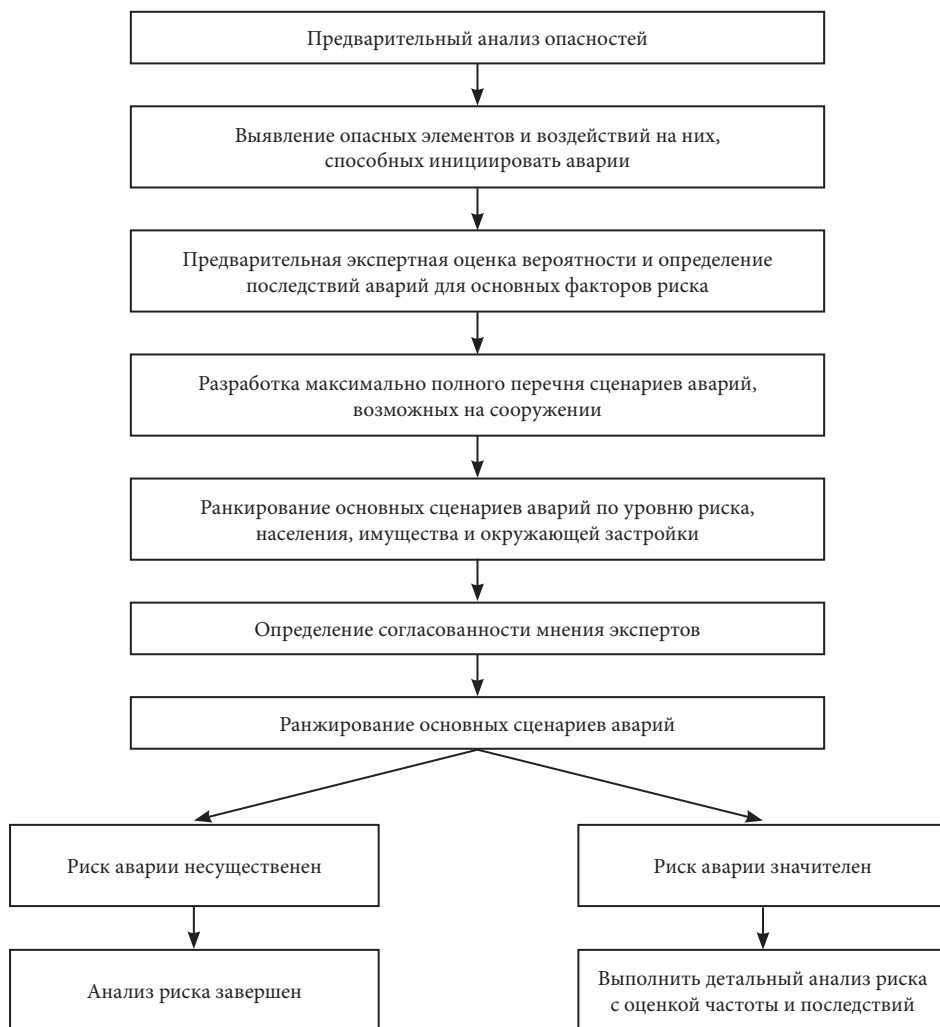 Предварительный анализ опасностей
Выявление опасных элементов и воздействий на них,
способных инициировать аварии
Предварительная экспертная оценка вероятности и определение
последствий аварий для основных факторов риска
Разработка максимально полного перечня сценариев аварий,
возможных на сооружении
Ранкирование основных сценариев аварий по уровню риска,
населения, имущества и окружающей застройки
Определение согласованности мнения экспертов
Ранжирование основных сценариев аварий
Риск аварии несущественен
Риск аварии значителен
Анализ риска завершен
Выполнить детальный анализ риска
с оценкой частоты и последствий